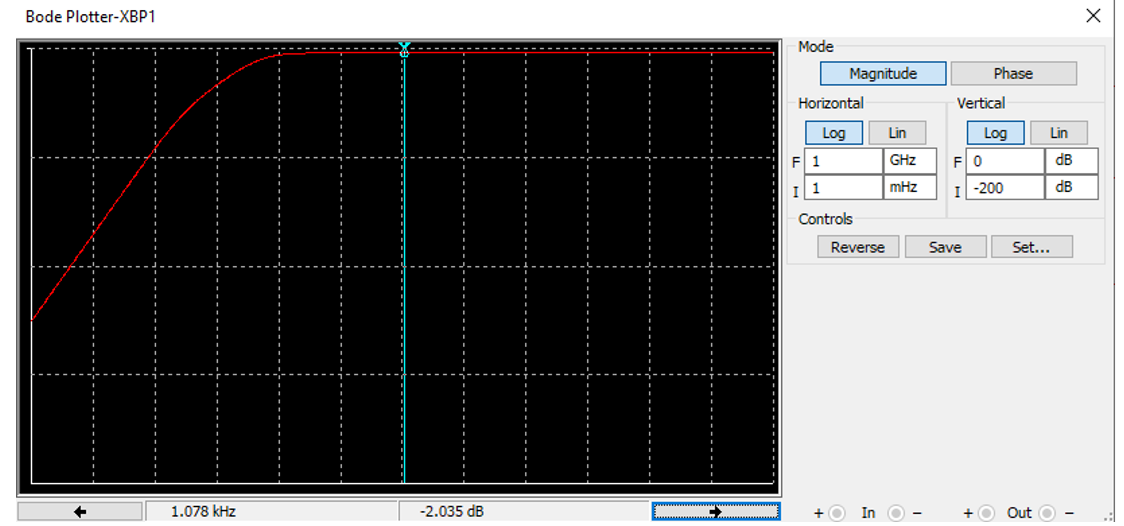 Bode Plotter-XBP1
Mode
Magnitude Phase
Horizontal Vertical
Log Lin Log Lin
F 1 GHz F 0 dB
I 1 mHz I -200 dB
Controls
Reverse Save Set...
1.078 kHz -2.035 dB + In − + Out −